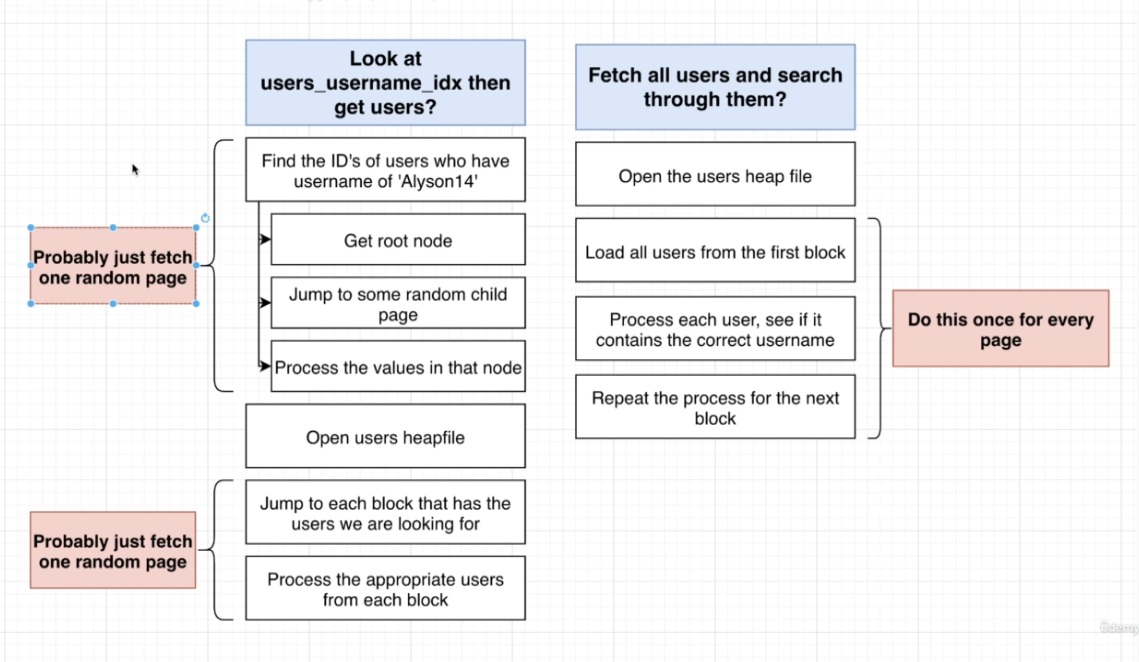 Look at
users_username_idx then
get users?
Find the ID's of users who have
username of 'Alyson14'
Get root node
Jump to some random child
page
Process the values in that node
Probably just fetch
one random page
Open users heapfile
Jump to each block that has the
users we are looking for
Process the appropriate users
from each block
Probably just fetch
one random page
Fetch all users and search
through them?
Open the users heap file
Load all users from the first block
Process each user, see if it
contains the correct username
Repeat the process for the next
block
Do this once for every
page
ûdemy